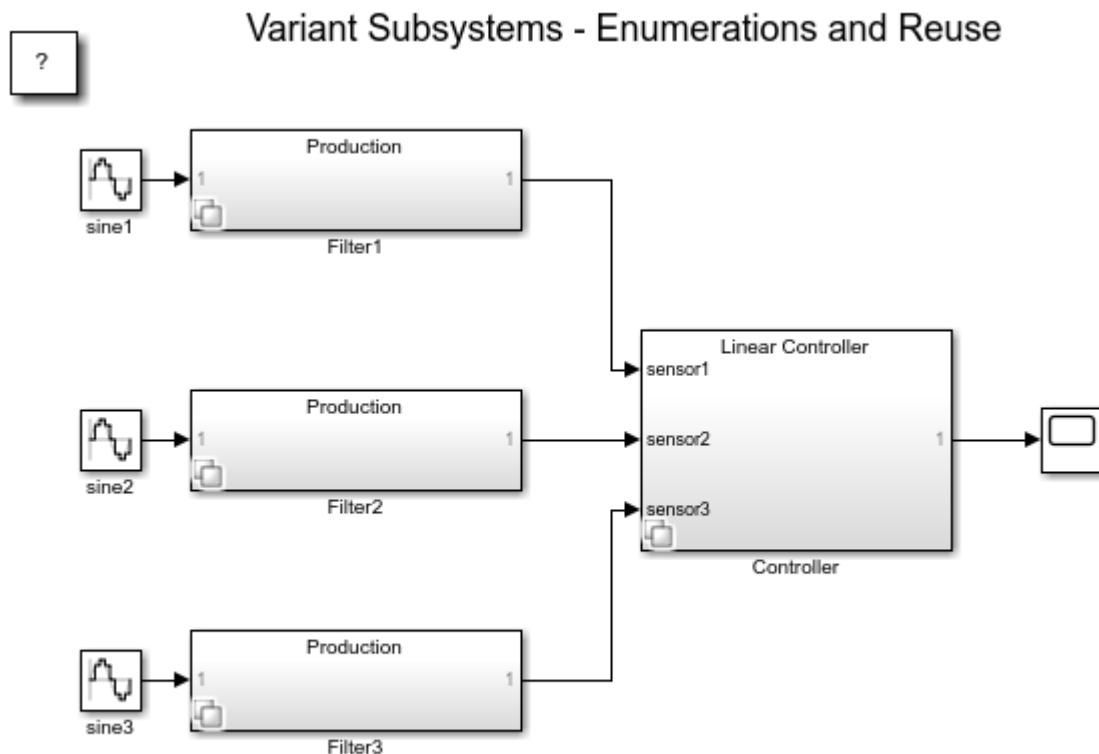 Variant Subsystems - Enumerations and Reuse
?
Production
1
1
sine1
Filter1
Linear Controller
sensor1
Production
1
1
sensor2
1
sine2
Filter2
sensor3
Controller
Production
1
1
sine3
Filter3